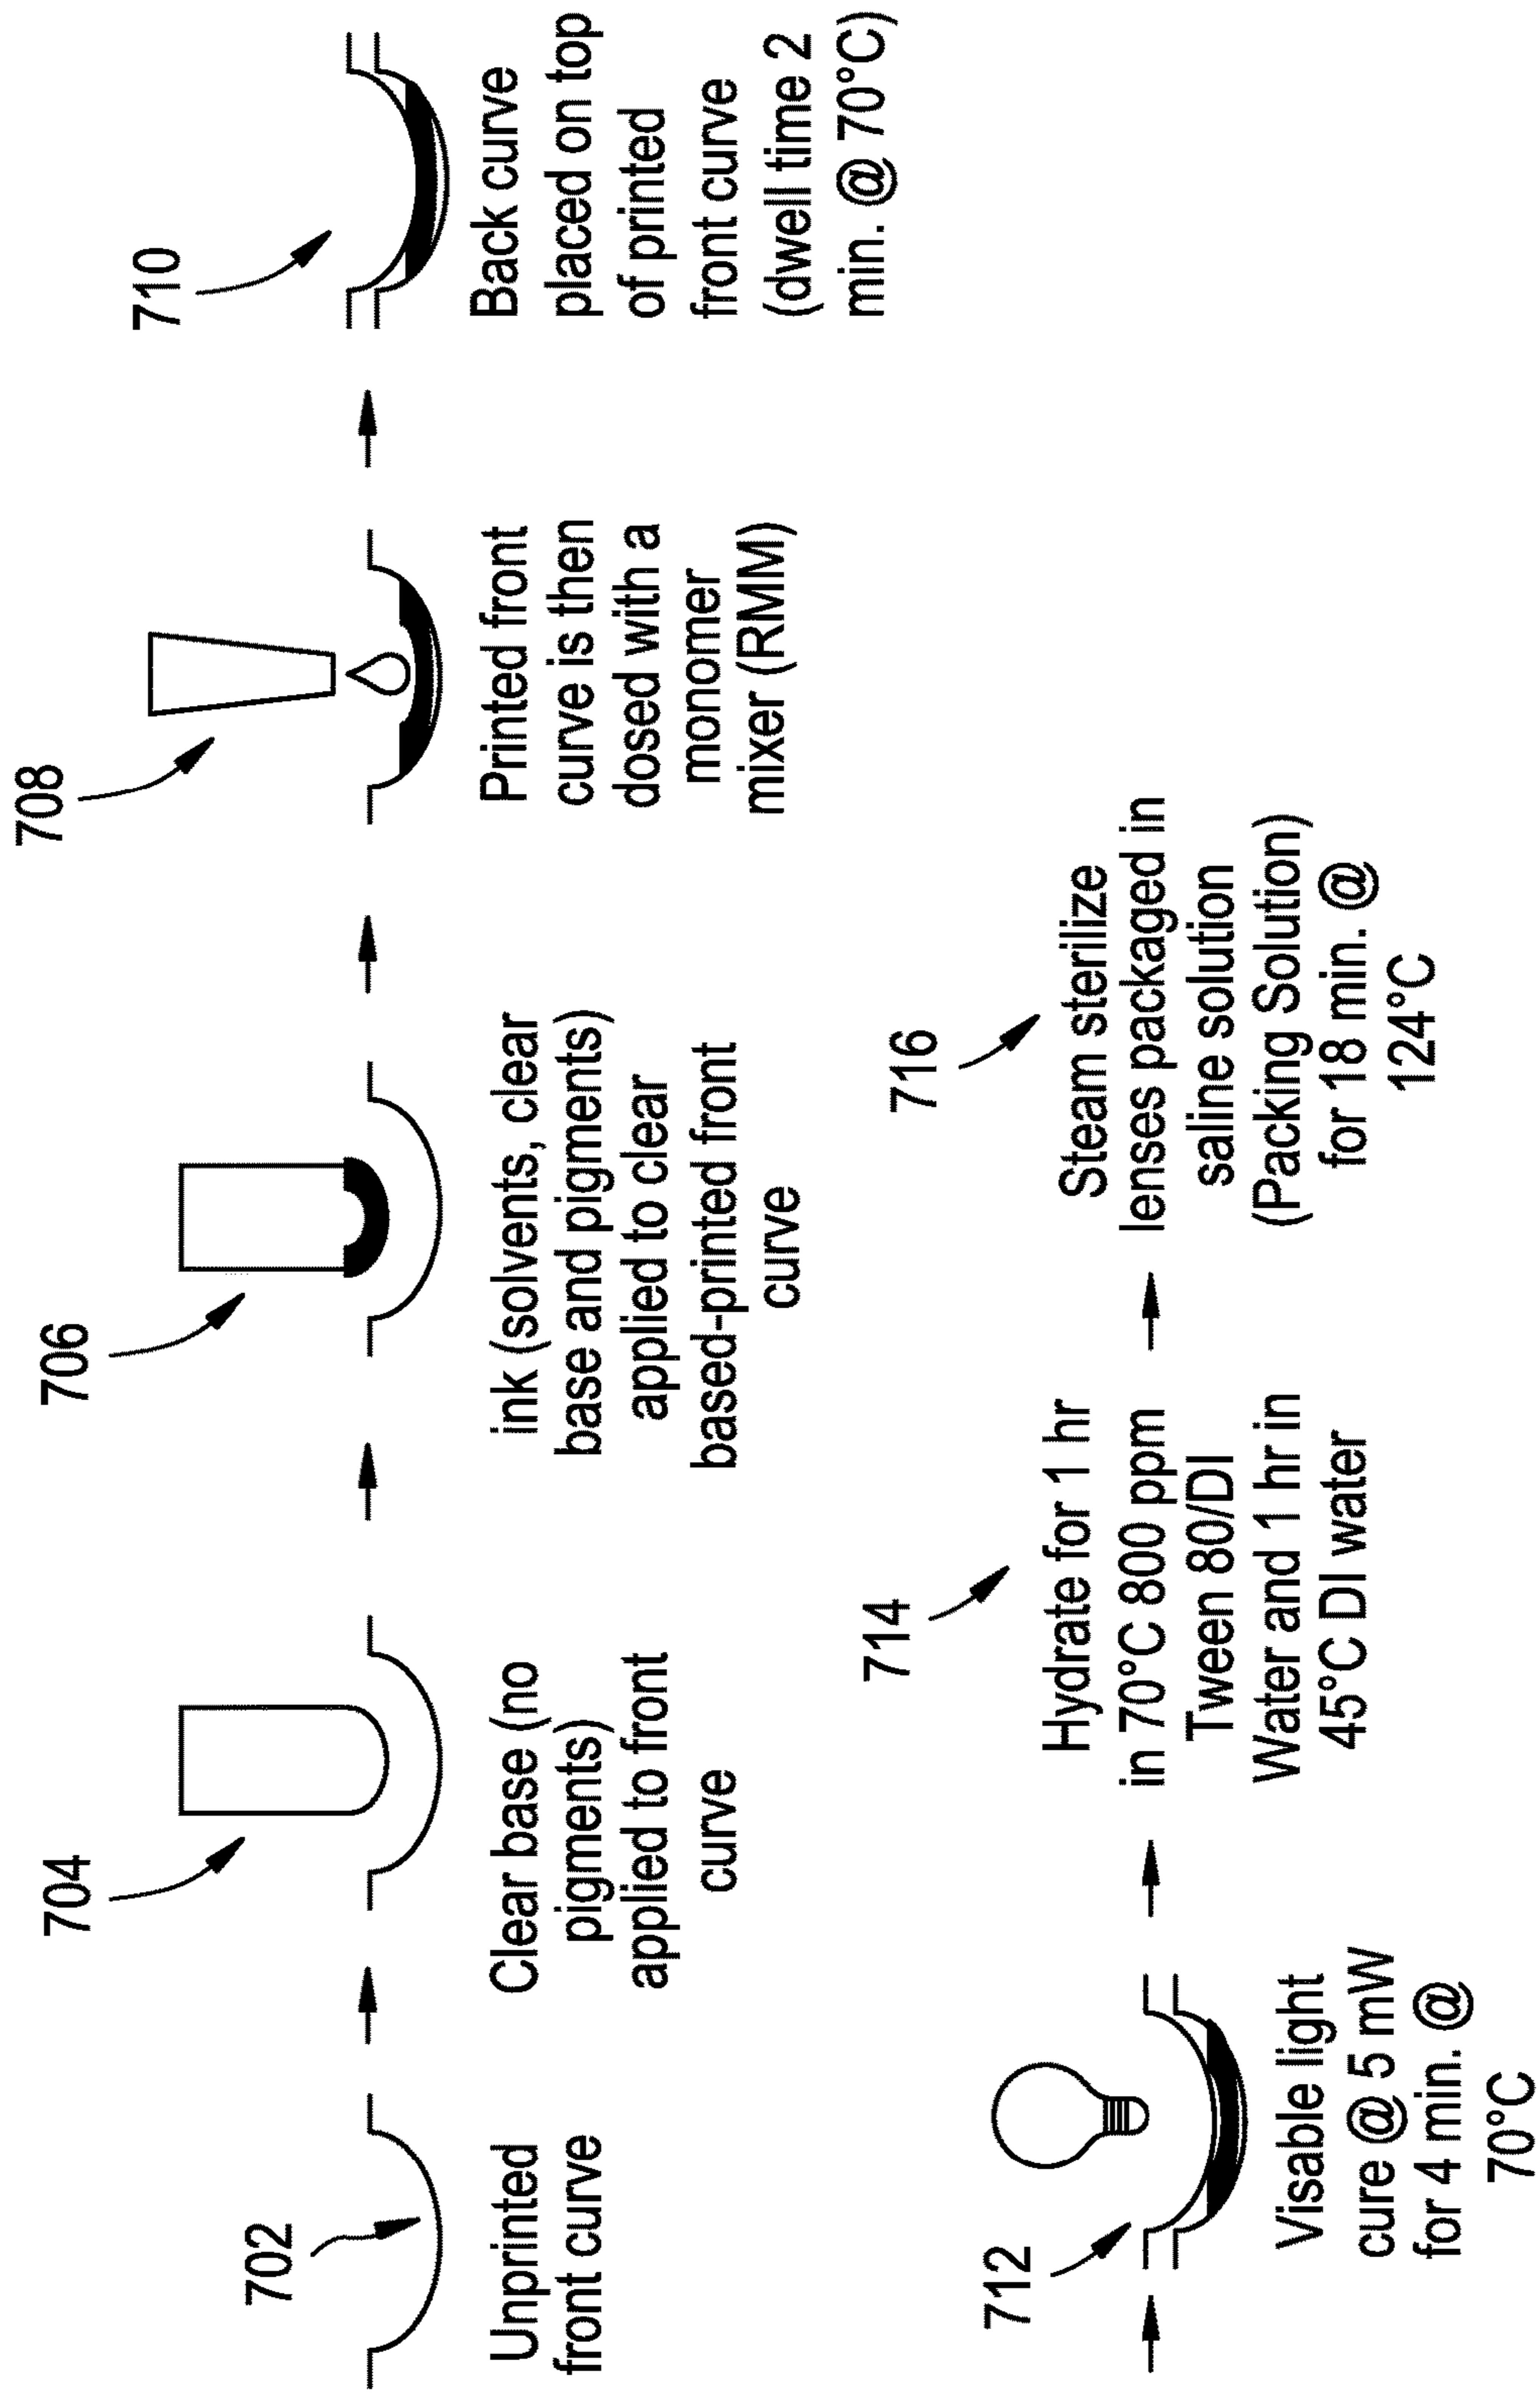 702
Unprinted
front curve
704
Clear base (no
pigments)
applied to front
curve
706
ink (solvents, clear
base and pigments)
applied to clear
based-printed front
curve
708
Printed front
curve is then
dosed with a
monomer
mixer (RMM)
710
Back curve
placed on top
of printed
front curve
(dwell time 2
min. @ 70°C)
712
Visable light
cure @ 5 mW
for 4 min. @
70°C
714
Hydrate for 1 hr
in 70°C 800 ppm
Tween 80/DI
Water and 1 hr in
45°C DI water
716
Steam sterilize
lenses packaged in
saline solution
(Packing Solution)
for 18 min. @
124°C